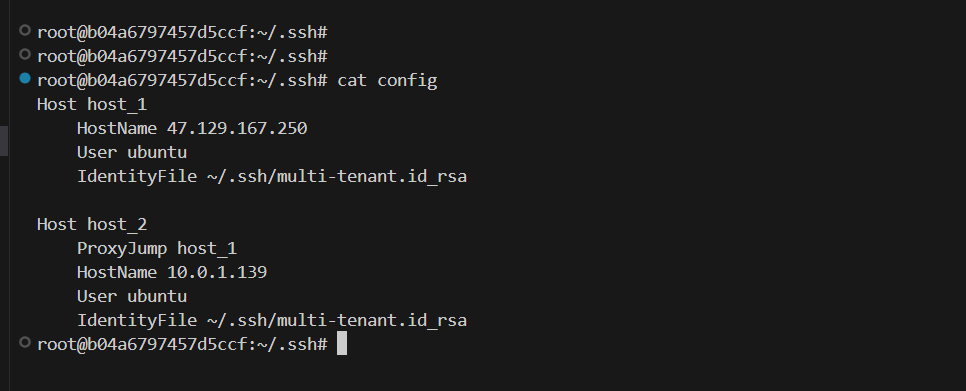 root@b04a6797457d5ccf:~/.ssh#
root@b04a6797457d5ccf:~/.ssh#
root@b04a6797457d5ccf:~/.ssh# cat config
Host host_1
    HostName 47.129.167.250
    User ubuntu
    IdentityFile ~/.ssh/multi-tenant.id_rsa

Host host_2
    ProxyJump host_1
    HostName 10.0.1.139
    User ubuntu
    IdentityFile ~/.ssh/multi-tenant.id_rsa
root@b04a6797457d5ccf:~/.ssh#